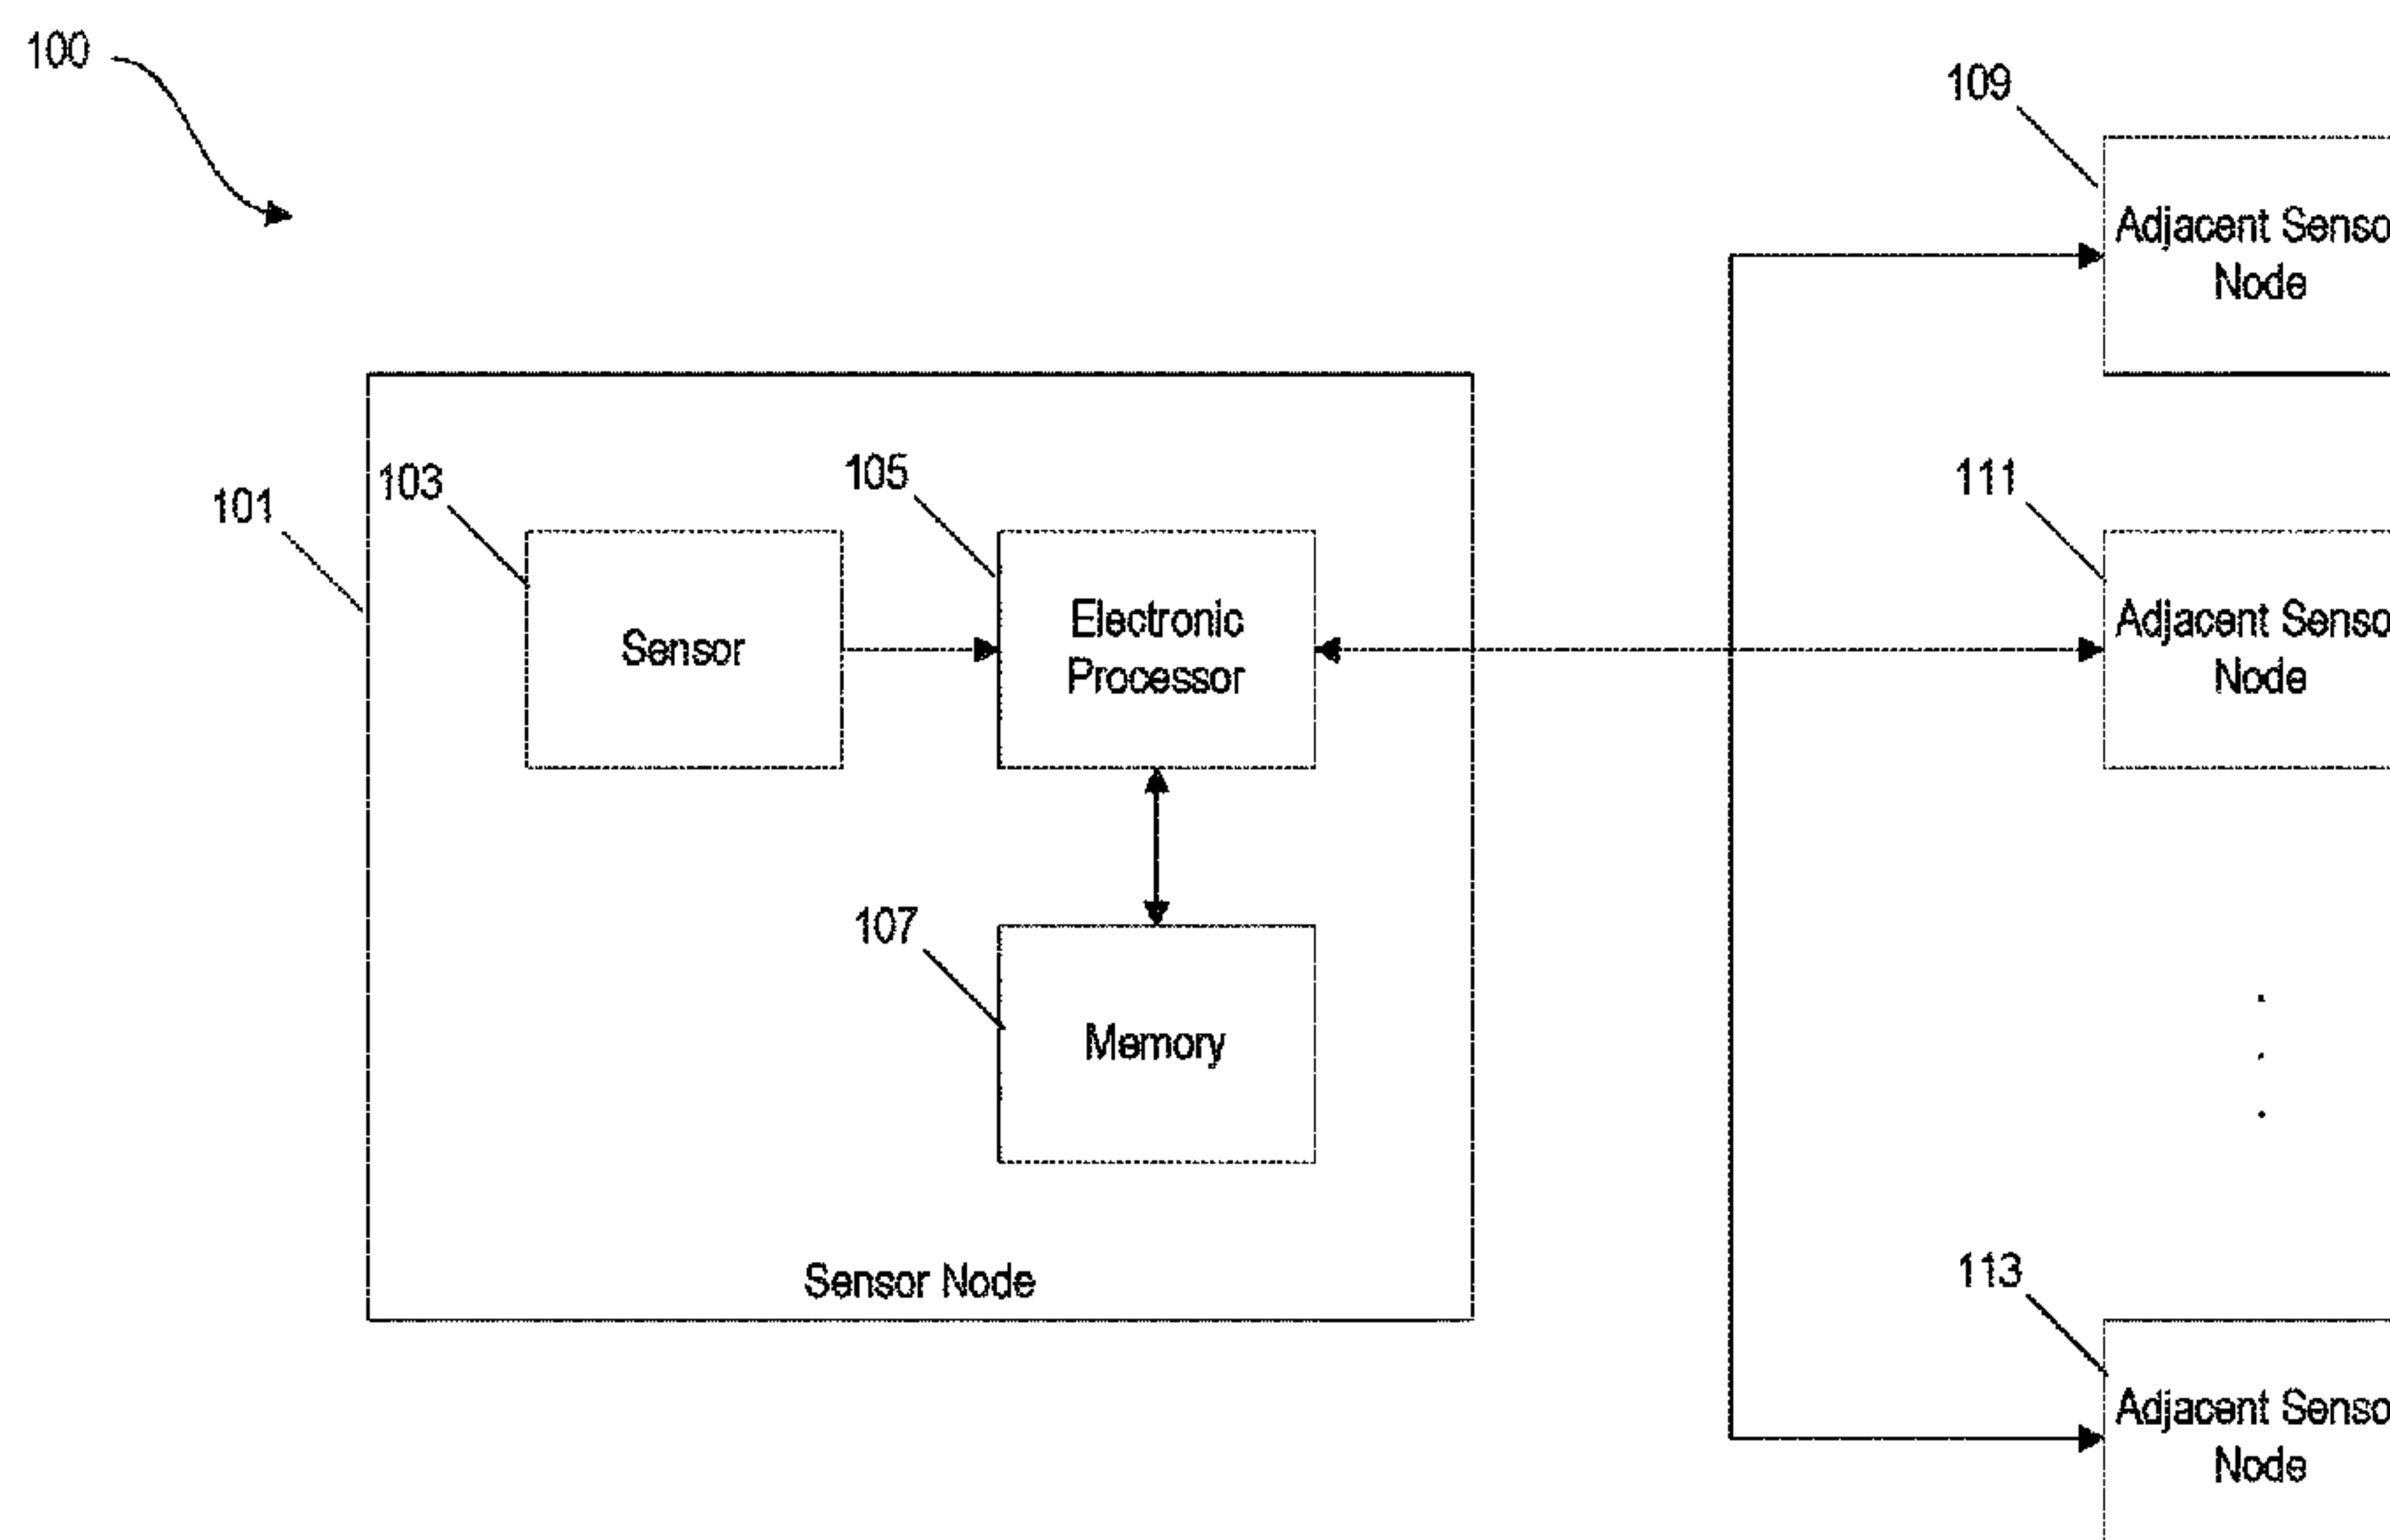 100
109
Adjacent Senso
Node
101
103
105
111
Sensor
Electronic
Processor
Adjacent Senso
Node
107
Memory
Sensor Node
113
Adjacent Senso
Node